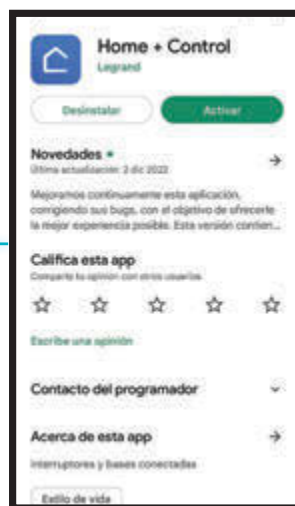 Home + Control
Legrand
Desinstalar
Activar
Novedades
Última actualización: 2 dic 2022
Mejoramos continuamente esta aplicación,
corrigiendo sus bugs, con el objetivo de ofrecerle
la mejor experiencia posible. Esta versión contien...
Califica esta app
Comparte tu opinión con otros usuarios.
Escribe una opinión
Contacto del programador
Acerca de esta app
Interruptores y bases conectadas
Estilo de vida